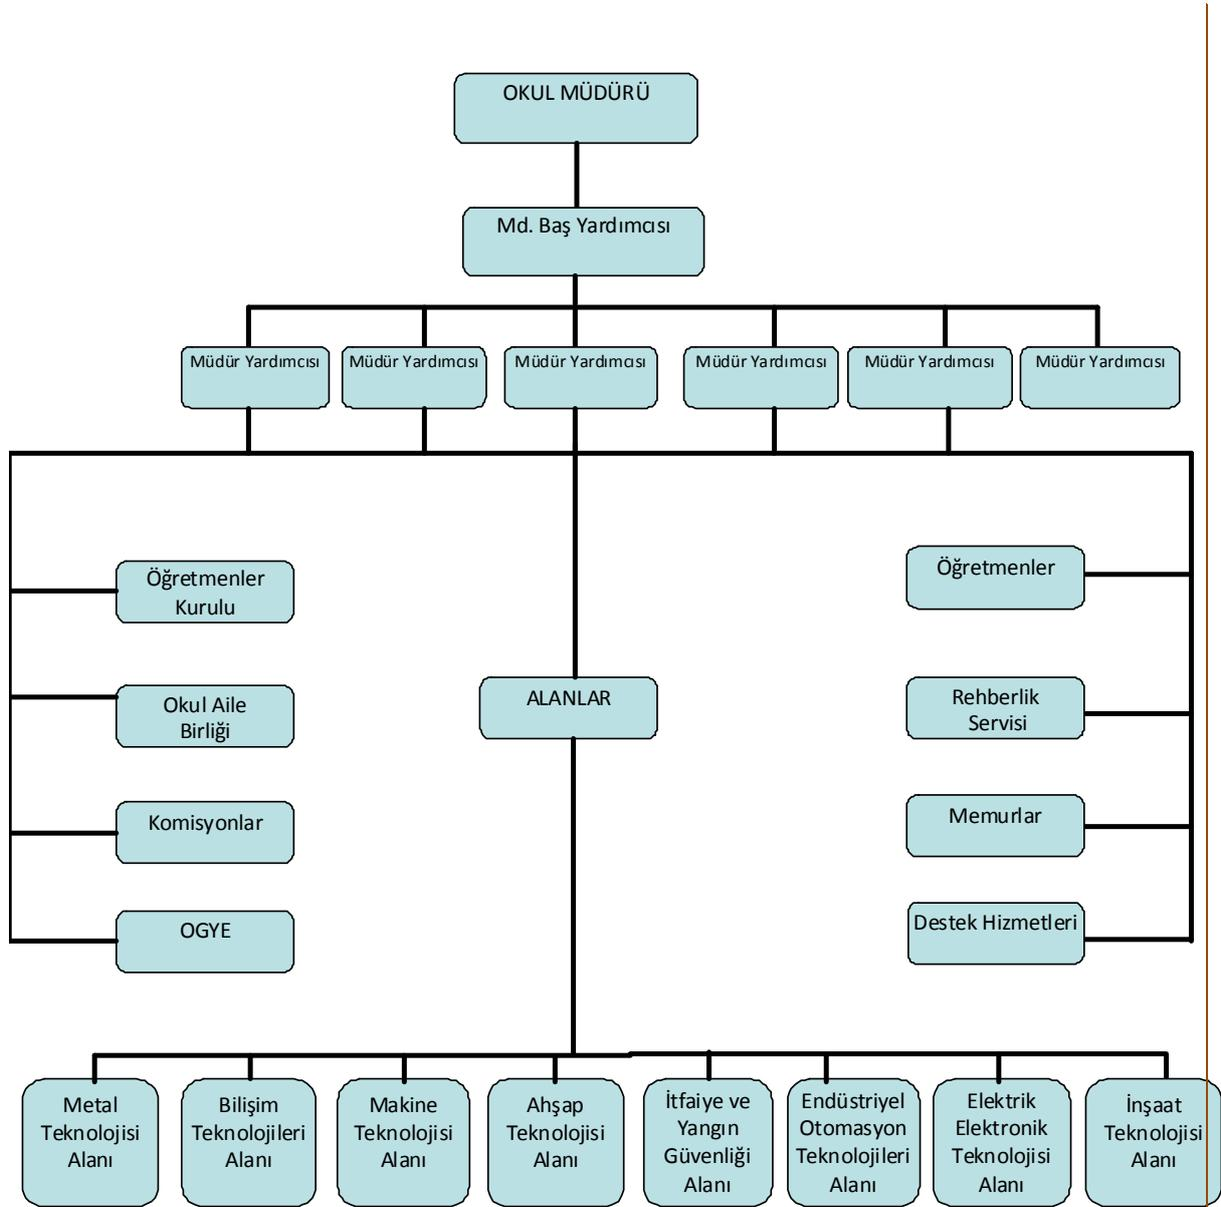 OKUL MÜDÜRÜ
Md. Baş Yardımcısı
Müdür Yardımcısı
Müdür Yardımcısı
Müdür Yardımcısı
Müdür Yardımcısı
Müdür Yardımcısı
Müdür Yardımcısı
Öğretmenler
Kurulu
Okul Aile
Birliği
Komisyonlar
OGYE
ALANLAR
Öğretmenler
Rehberlik
Servisi
Memurlar
Destek Hizmetleri
Metal
Teknolojisi
Alanı
Bilişim
Teknolojileri
Alanı
Makine
Teknolojisi
Alanı
Ahşap
Teknolojisi
Alanı
İtfaiye ve
Yangın
Güvenliği
Alanı
Endüstriyel
Otomasyon
Teknolojileri
Alanı
Elektrik
Elektronik
Teknolojisi
Alanı
İnşaat
Teknolojisi
Alanı